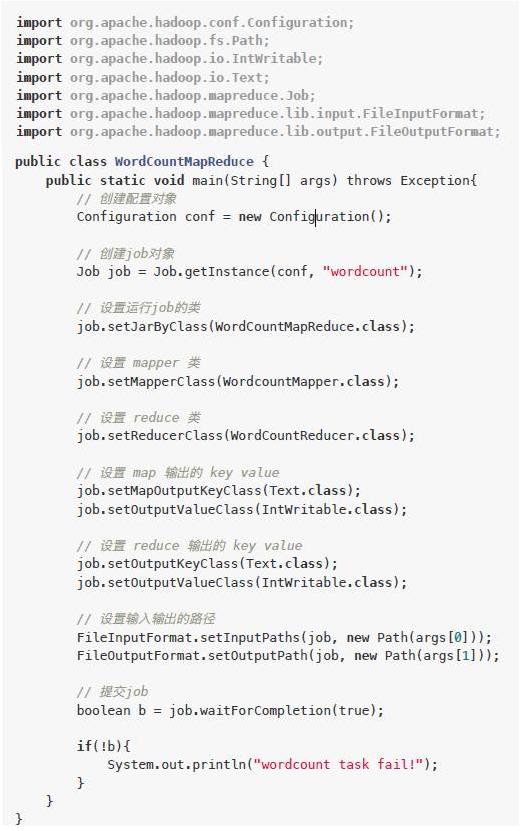 import org.apache.hadoop.conf.Configuration;
import org.apache.hadoop.fs.Path;
import org.apache.hadoop.io.IntWritable;
import org.apache.hadoop.io.Text;
import org.apache.hadoop.mapreduce.Job;
import org.apache.hadoop.mapreduce.lib.input.FileInputFormat;
import org.apache.hadoop.mapreduce.lib.output.FileOutputFormat;
public class WordCountMapReduce {
    public static void main(String[] args) throws Exception{
        // 创建配置对象
        Configuration conf = new Configuration();
        // 创建job对象
        Job job = Job.getInstance(conf, "wordcount");
        // 设置运行job的类
        job.setJarByClass(WordCountMapReduce.class);
        // 设置 mapper 类
        job.setMapperClass(WordcountMapper.class);
        // 设置 reduce 类
        job.setReducerClass(WordCountReducer.class);
        // 设置 map 输出的 key value
        job.setMapOutputKeyClass(Text.class);
        job.setOutputValueClass(IntWritable.class);
        // 设置 reduce 输出的 key value
        job.setOutputKeyClass(Text.class);
        job.setOutputValueClass(IntWritable.class);
        // 设置输入输出的路径
        FileInputFormat.setInputPaths(job, new Path(args[0]));
        FileOutputFormat.setOutputPath(job, new Path(args[1]));
        // 提交job
        boolean b = job.waitForCompletion(true);
        if(!b){
            System.out.println("wordcount task fail!");
        }
    }
}